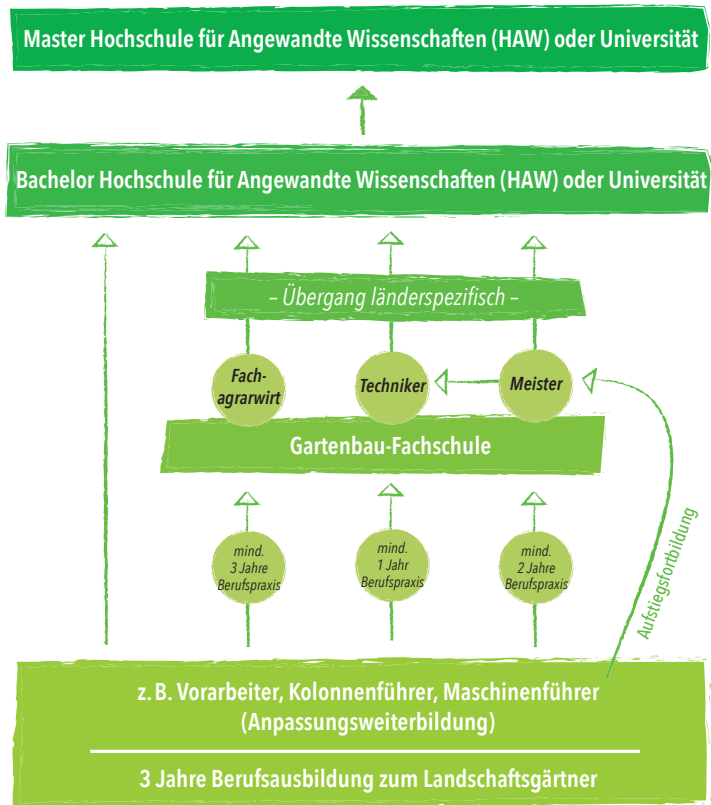 Master Hochschule für Angewandte Wissenschaften (HAW) oder Universität
Bachelor Hochschule für Angewandte Wissenschaften (HAW) oder Universität
– Übergang länderspezifisch –
Fach-
agrarwirt
Techniker
Meister
Gartenbau-Fachschule
mind.
3 Jahre
Berufspraxis
mind.
1 Jahr
Berufspraxis
mind.
2 Jahre
Berufspraxis
Aufstiegsfortbildung
z. B. Vorarbeiter, Kolonnenführer, Maschinenführer
(Anpassungsweiterbildung)
3 Jahre Berufsausbildung zum Landschaftsgärtner